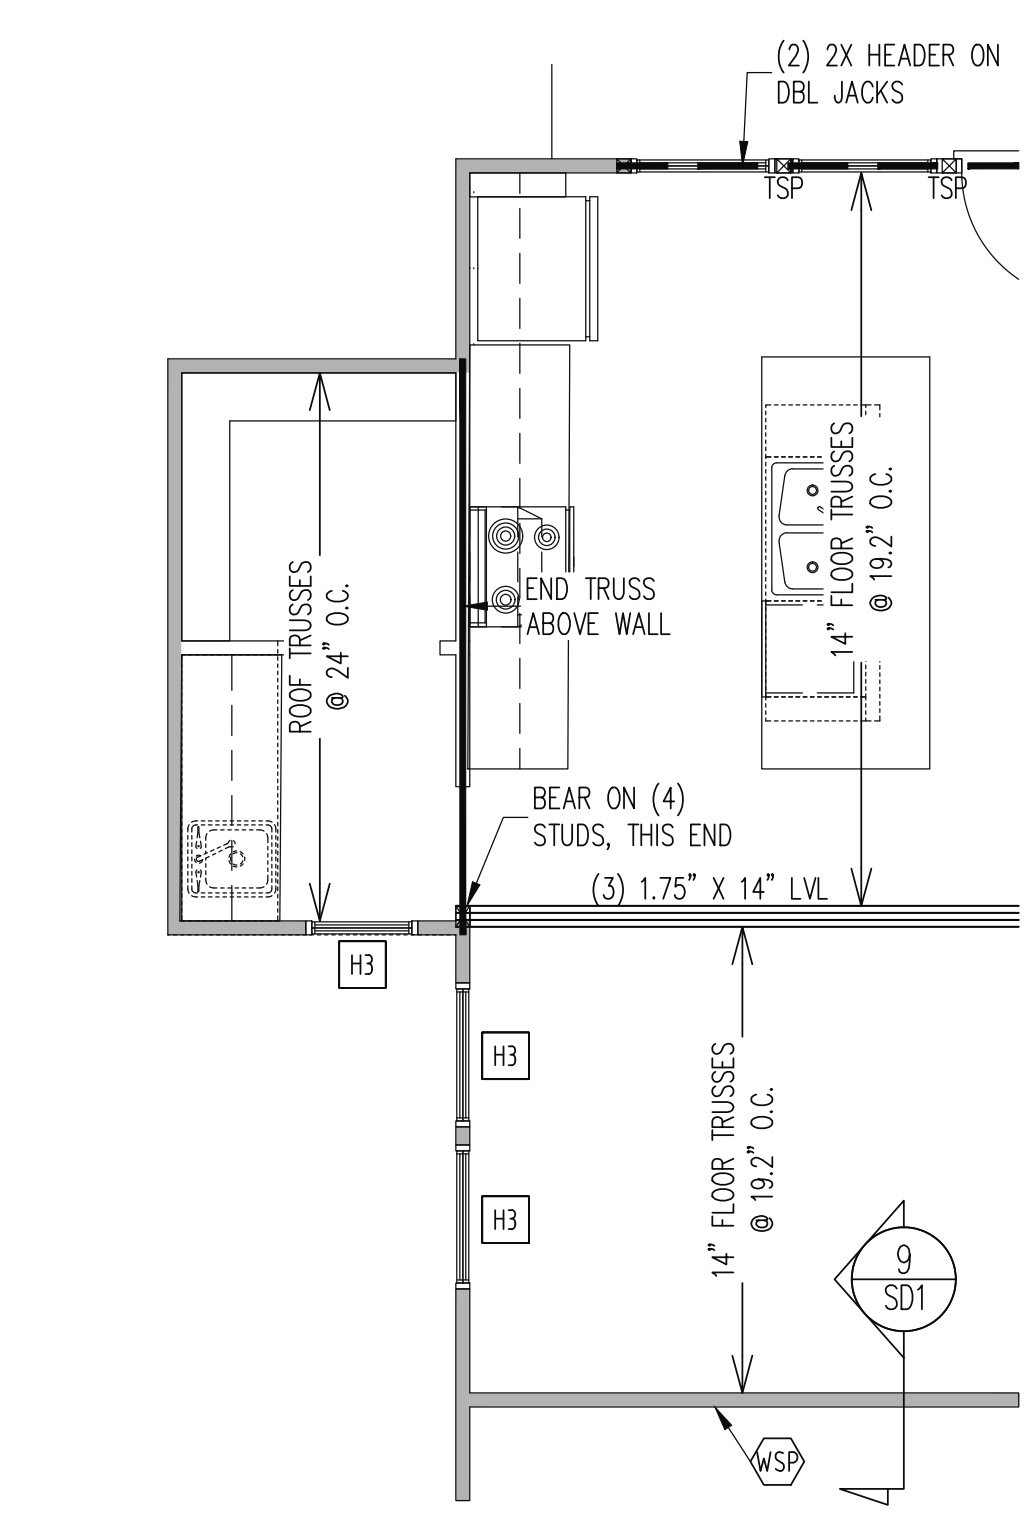 (2) 2X HEADER ON
DBL JACKS
TSP
TSP
14” FLOOR TRUSSES
@ 19.2” O.C.
ROOF TRUSSES
@ 24” O.C.
END TRUSS
ABOVE WALL
BEAR ON (4)
STUDS, THIS END
(3) 1.75” X 14” LVL
H3
H3
14” FLOOR TRUSSES
@ 19.2” O.C.
H3
9
SD1
WSP